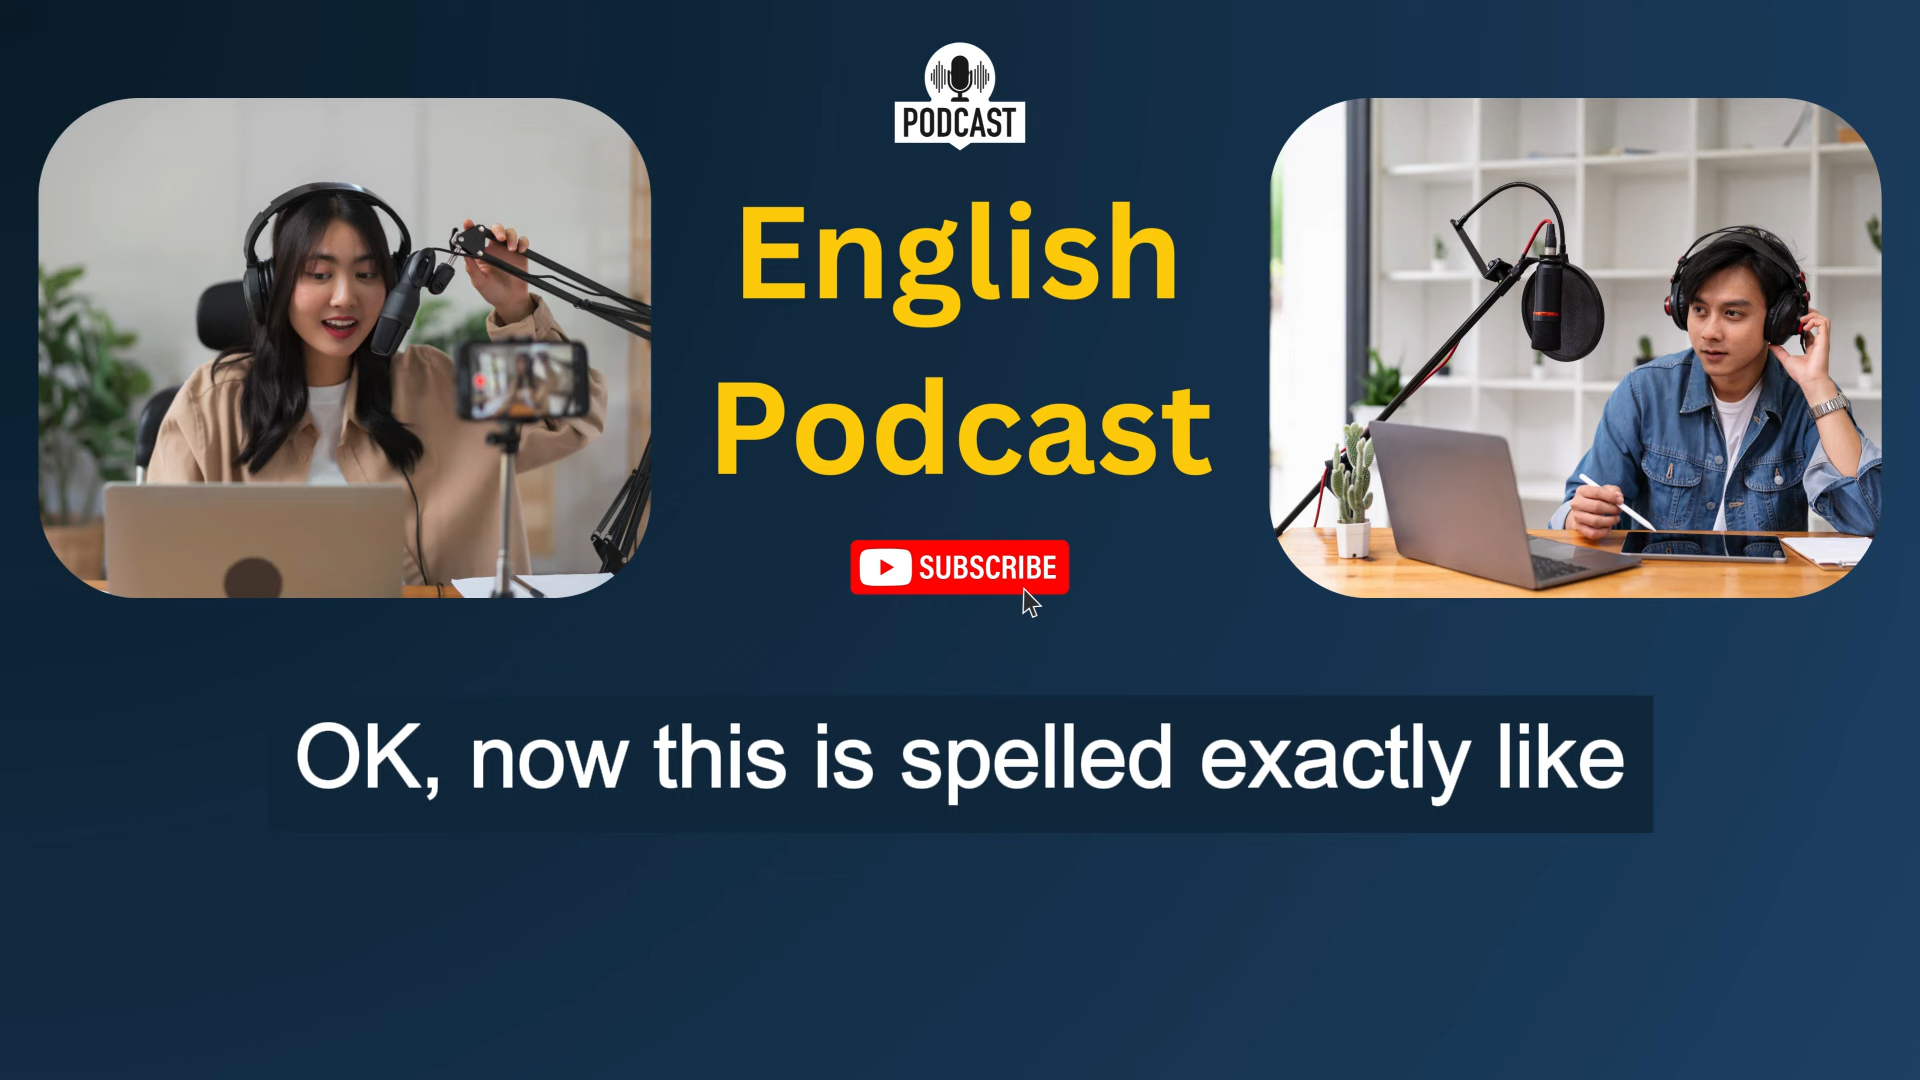 PODCAST
English
Podcast
SUBSCRIBE
OK, now this is spelled exactly like